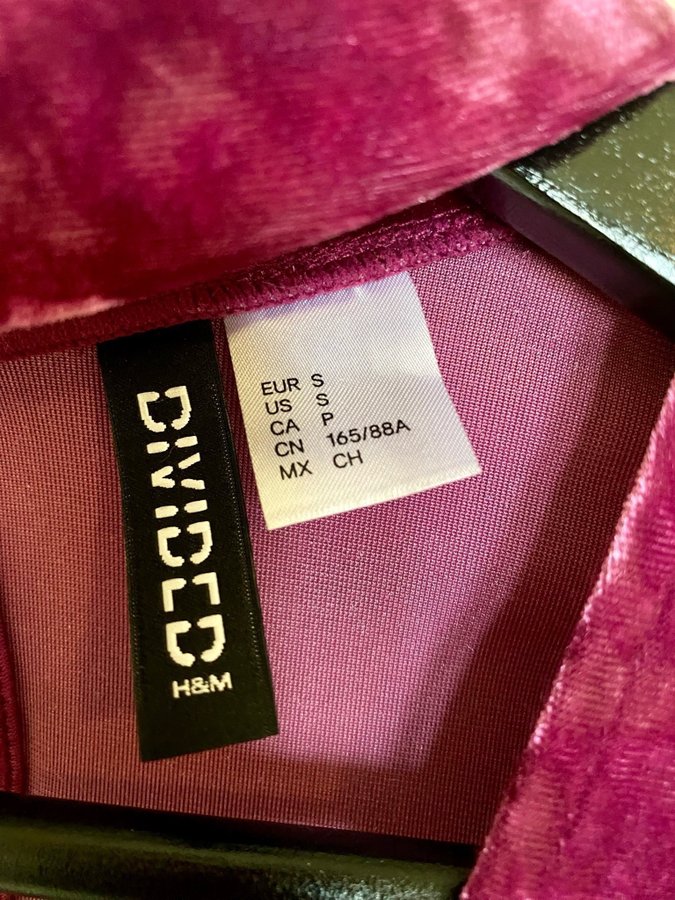 DIVIDED
H&M
EUR S
US S
CA P
CN 165/88A
MX CH